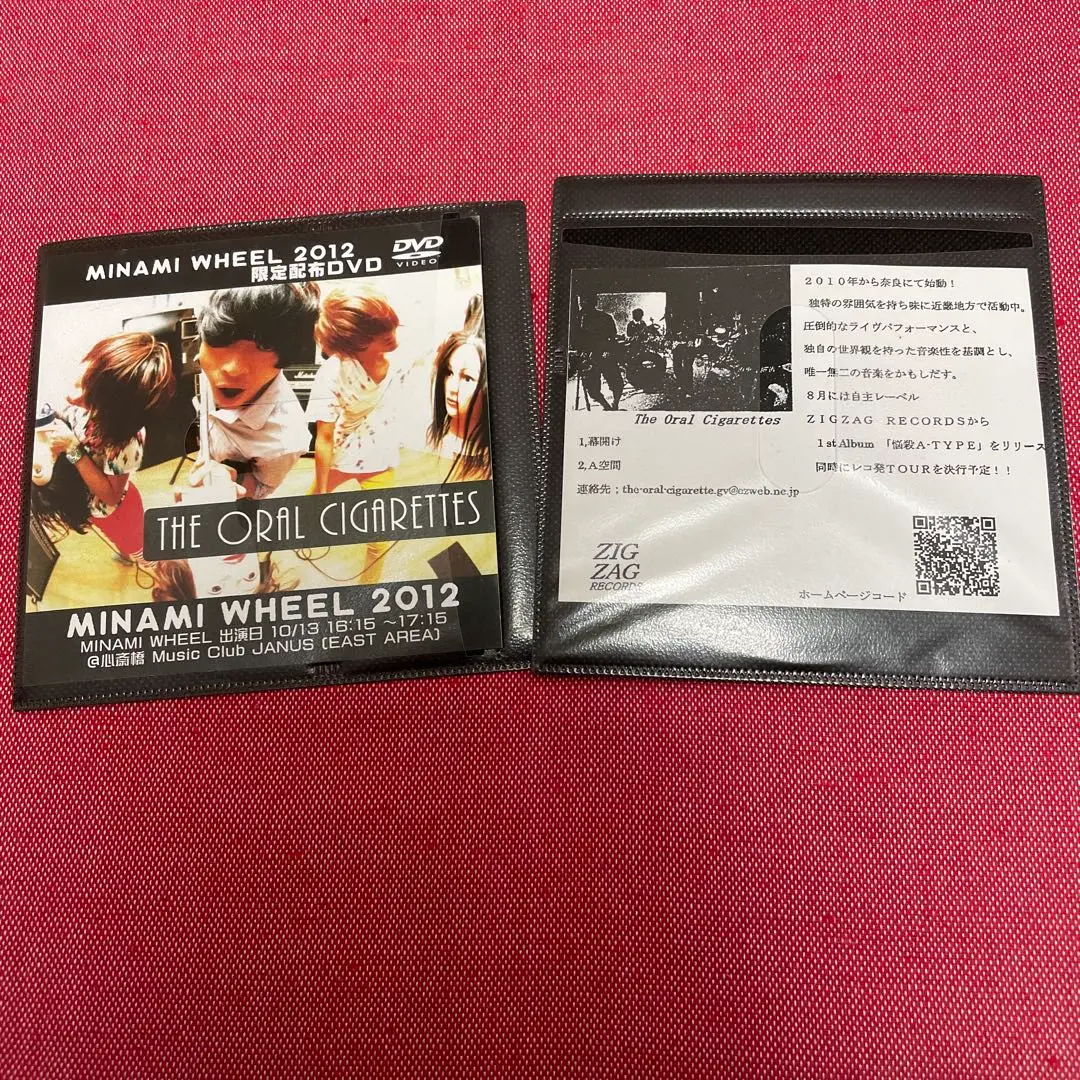 MINAMI WHEEL 2012
限定配布DVD
DVD
VIDEO
THE ORAL CIGARETTES
MINAMI WHEEL 2012
MINAMI WHEEL 出演日 10/13 16:15 ~17:15
@心斎橋 Music Club JANUS (EAST AREA)
The Oral Cigarettes
1,幕開け
2,A空間
連絡先；the-oral-cigarette.gv@ezweb.ne.jp
ZIG
ZAG
RECORDS
２０１０年から奈良にて始動！
独特の雰囲気を持ち味に近畿地方で活動中。
圧倒的なライヴパフォーマンスと、
独自の世界観を持った音楽性を基調とし、
唯一無二の音楽をかもしだす。
８月には自主レーベル
ＺＩＧＺＡＧ ＲＥＣＯＲＤＳから
１stAlbum 「悩殺A-TYPE」をリリース
同時にレコ発ＴＯＵＲを決行予定！！
ホームページコード